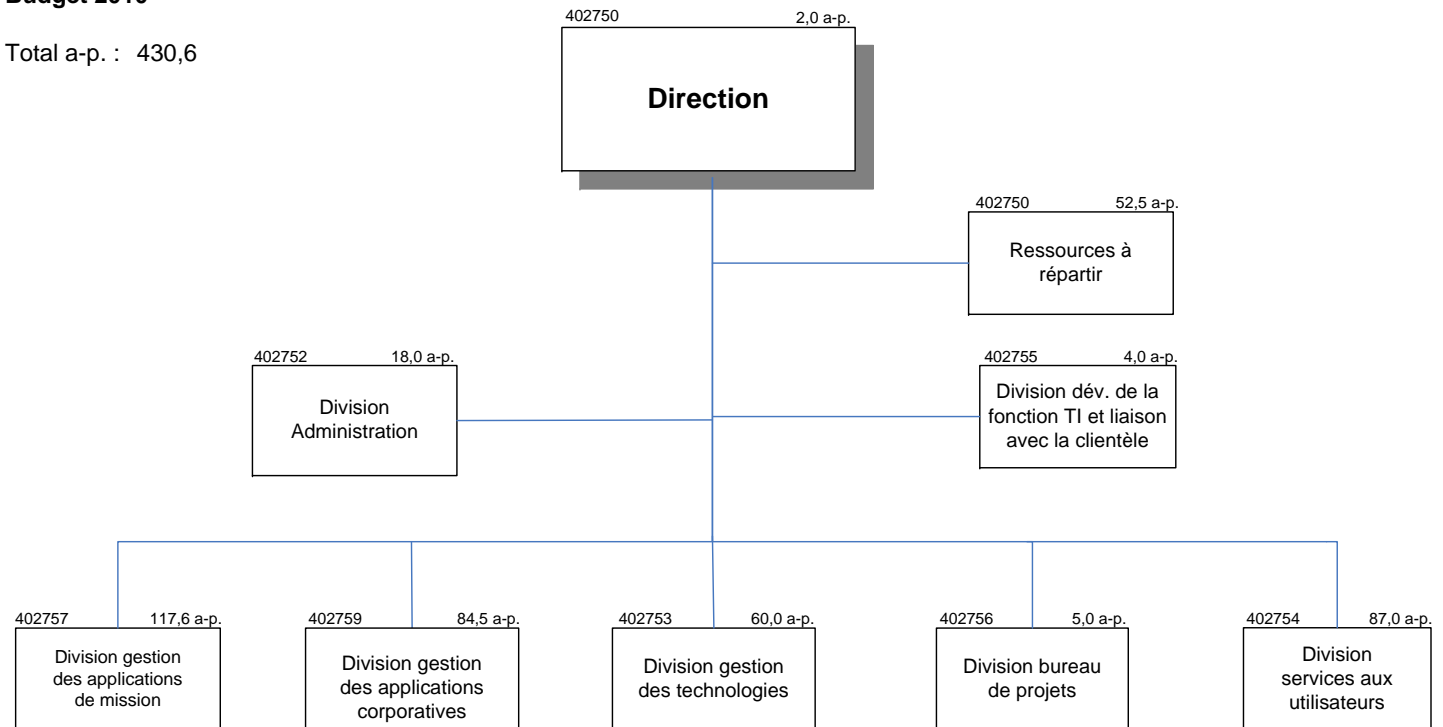 Budget 2010
Total a-p. : 430,6
402750 2,0 a-p.
Direction
402750 52,5 a-p.
Ressources à
répartir
402752 18,0 a-p.
Division
Administration
402755 4,0 a-p.
Division dév. de la
fonction TI et liaison
avec la clientèle
402757 117,6 a-p.
Division gestion
des applications
de mission
402759 84,5 a-p.
Division gestion
des applications
corporatives
402753 60,0 a-p.
Division gestion
des technologies
402756 5,0 a-p.
Division bureau
de projets
402754 87,0 a-p.
Division
services aux
utilisateurs